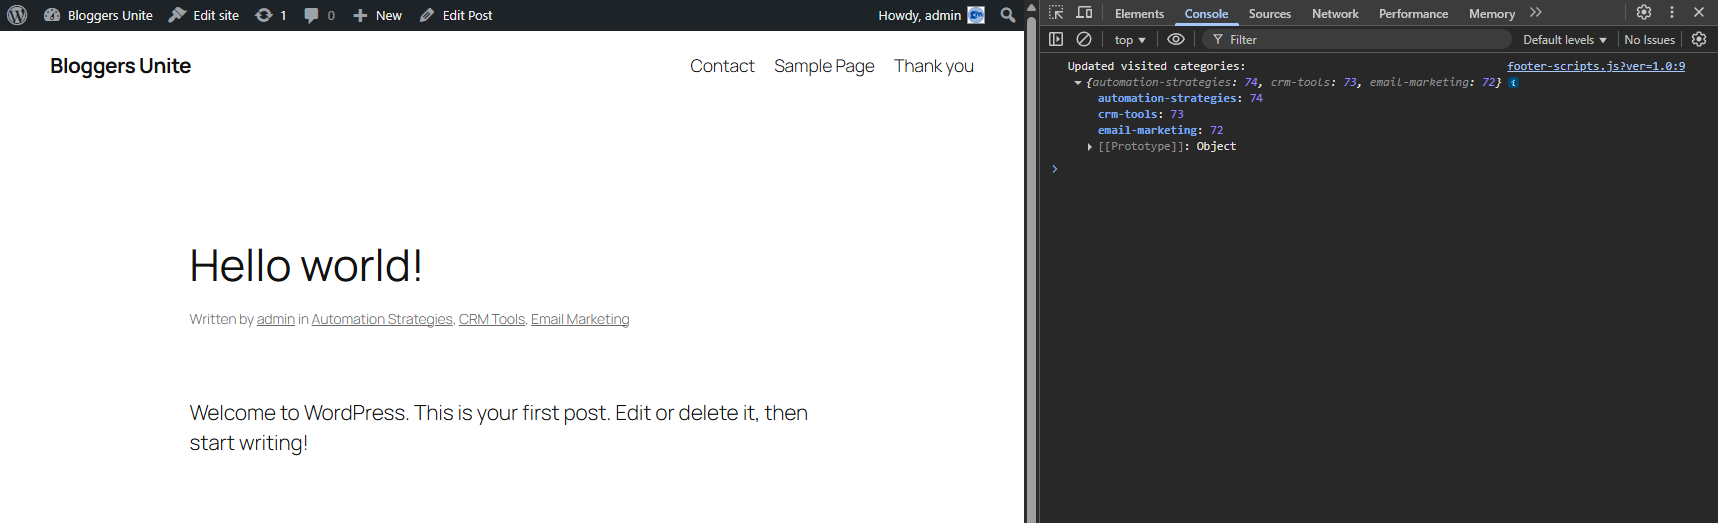 Bloggers Unite Edit site 1 0 New Edit Post Howdy, admin
Bloggers Unite Contact Sample Page Thank you
Hello world!
Written by admin in Automation Strategies, CRM Tools, Email Marketing
Welcome to WordPress. This is your first post. Edit or delete it, then
start writing!
Elements Console Sources Network Performance Memory
top Filter Default levels No Issues
Updated visited categories: footer-scripts.js?ver=1.0:9
{automation-strategies: 74, crm-tools: 73, email-marketing: 72} i
automation-strategies: 74
crm-tools: 73
email-marketing: 72
[[Prototype]]: Object